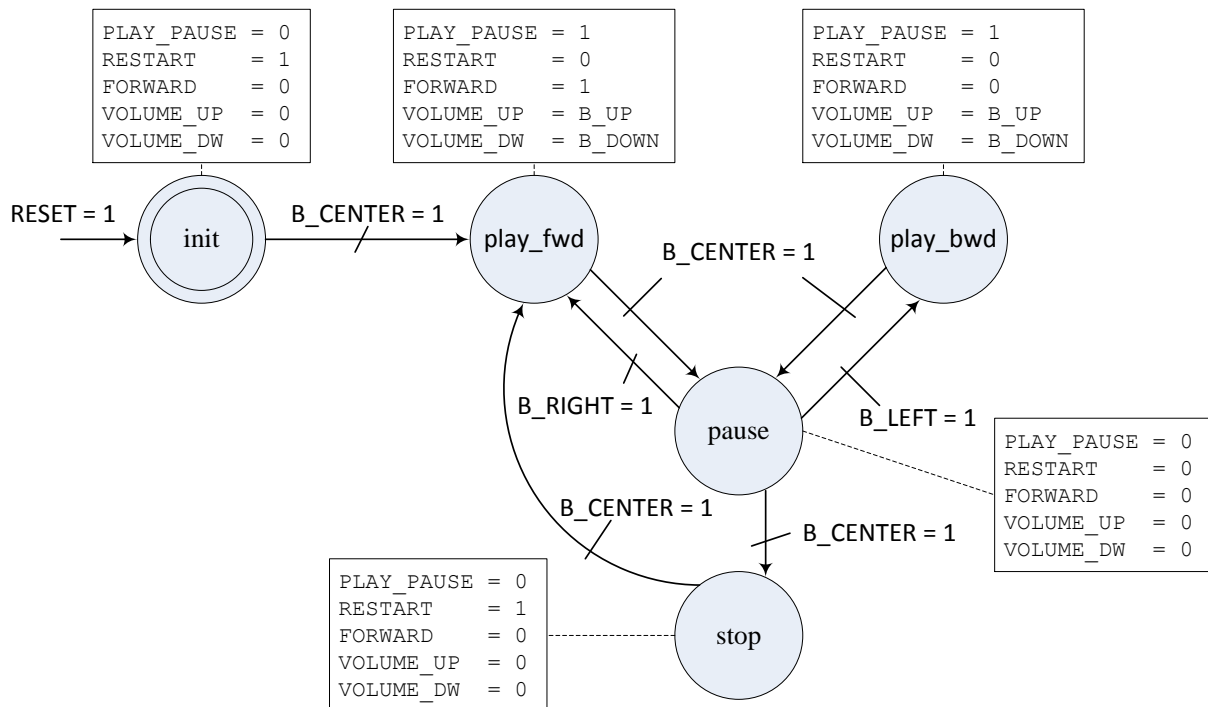 PLAY_PAUSE = 0
RESTART    = 1
FORWARD    = 0
VOLUME_UP  = 0
VOLUME_DW  = 0
PLAY_PAUSE = 1
RESTART    = 0
FORWARD    = 1
VOLUME_UP  = B_UP
VOLUME_DW  = B_DOWN
PLAY_PAUSE = 1
RESTART    = 0
FORWARD    = 0
VOLUME_UP  = B_UP
VOLUME_DW  = B_DOWN
RESET = 1
init
B_CENTER = 1
play_fwd
B_CENTER = 1
play_bwd
B_RIGHT = 1
pause
B_LEFT = 1
PLAY_PAUSE = 0
RESTART    = 0
FORWARD    = 0
VOLUME_UP  = 0
VOLUME_DW  = 0
B_CENTER = 1
B_CENTER = 1
PLAY_PAUSE = 0
RESTART    = 1
FORWARD    = 0
VOLUME_UP  = 0
VOLUME_DW  = 0
stop